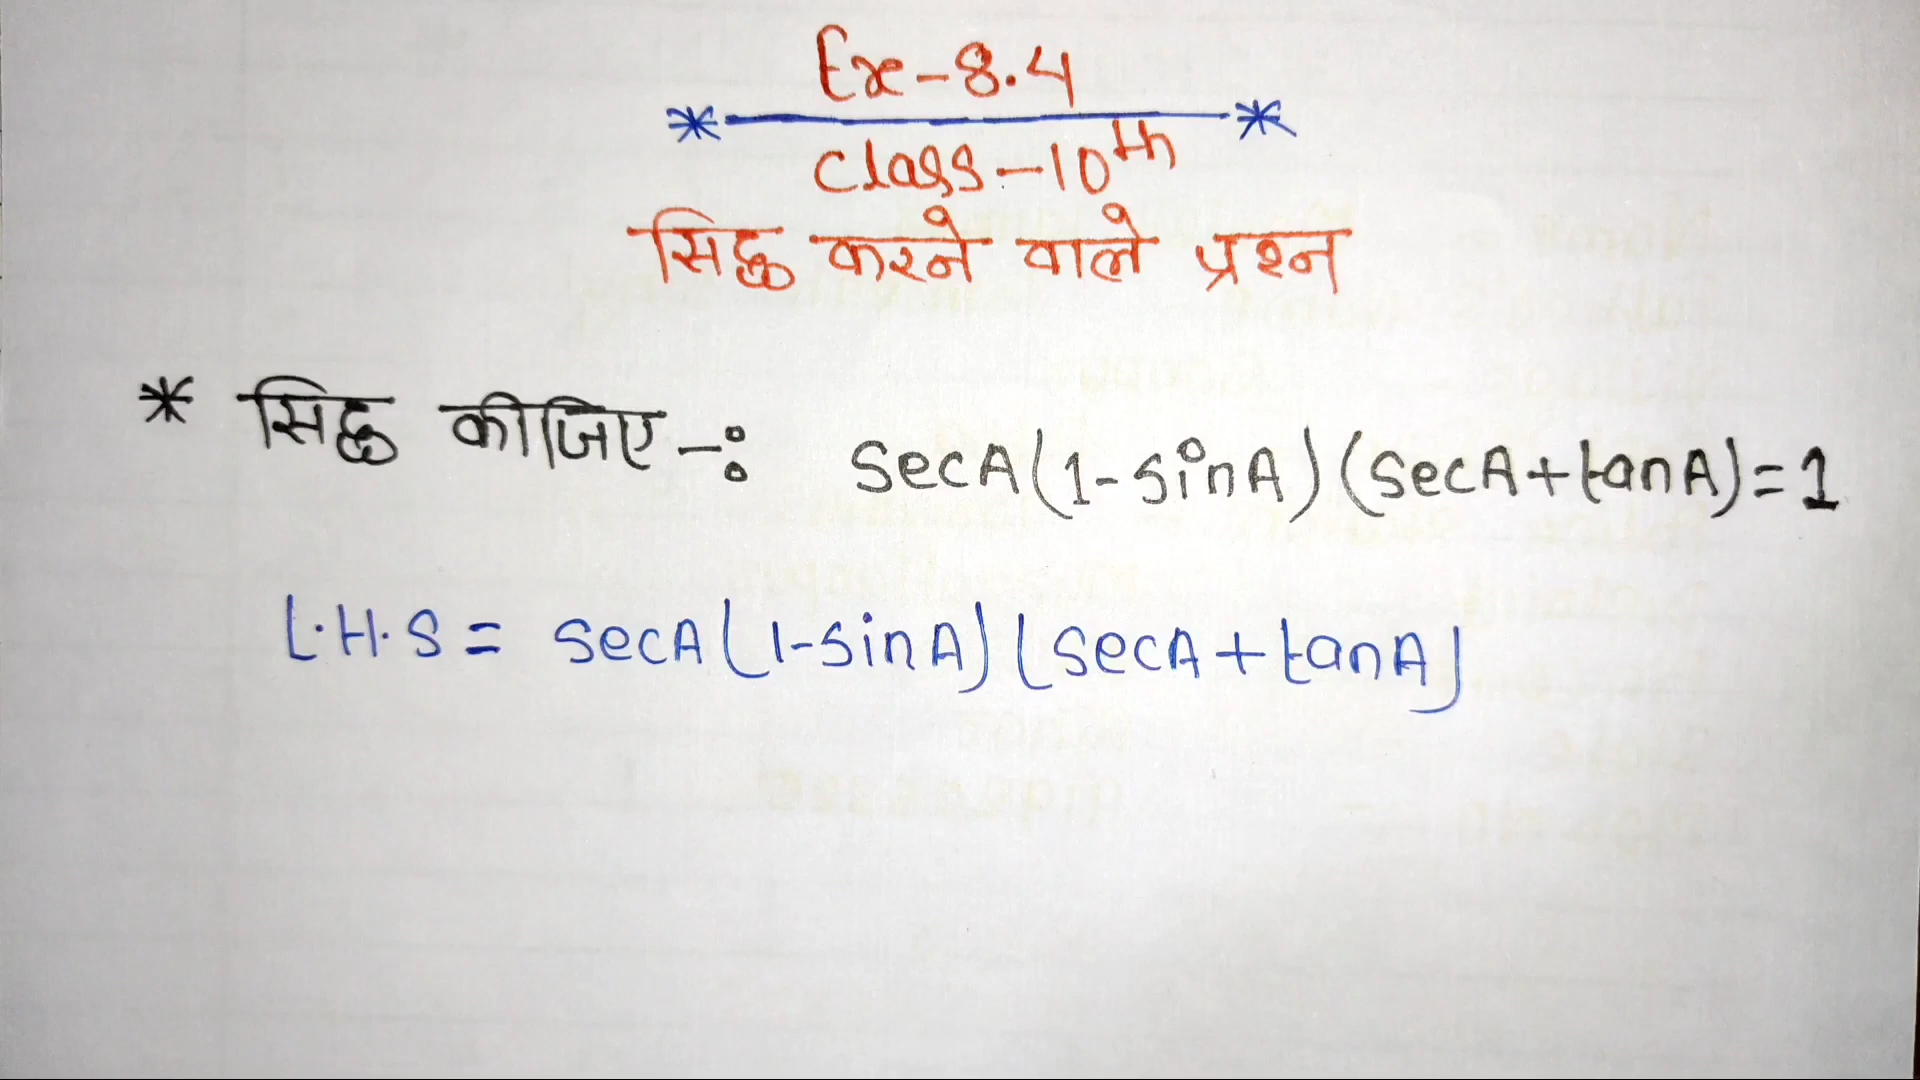 Ex-8.4
* *
Class-10th
सिद्ध करने वाले प्रश्न
* सिद्ध कीजिए -: SecA(1-sinA)(secA+tanA)=1
L.H.S = secA(1-sinA)(secA+tanA)